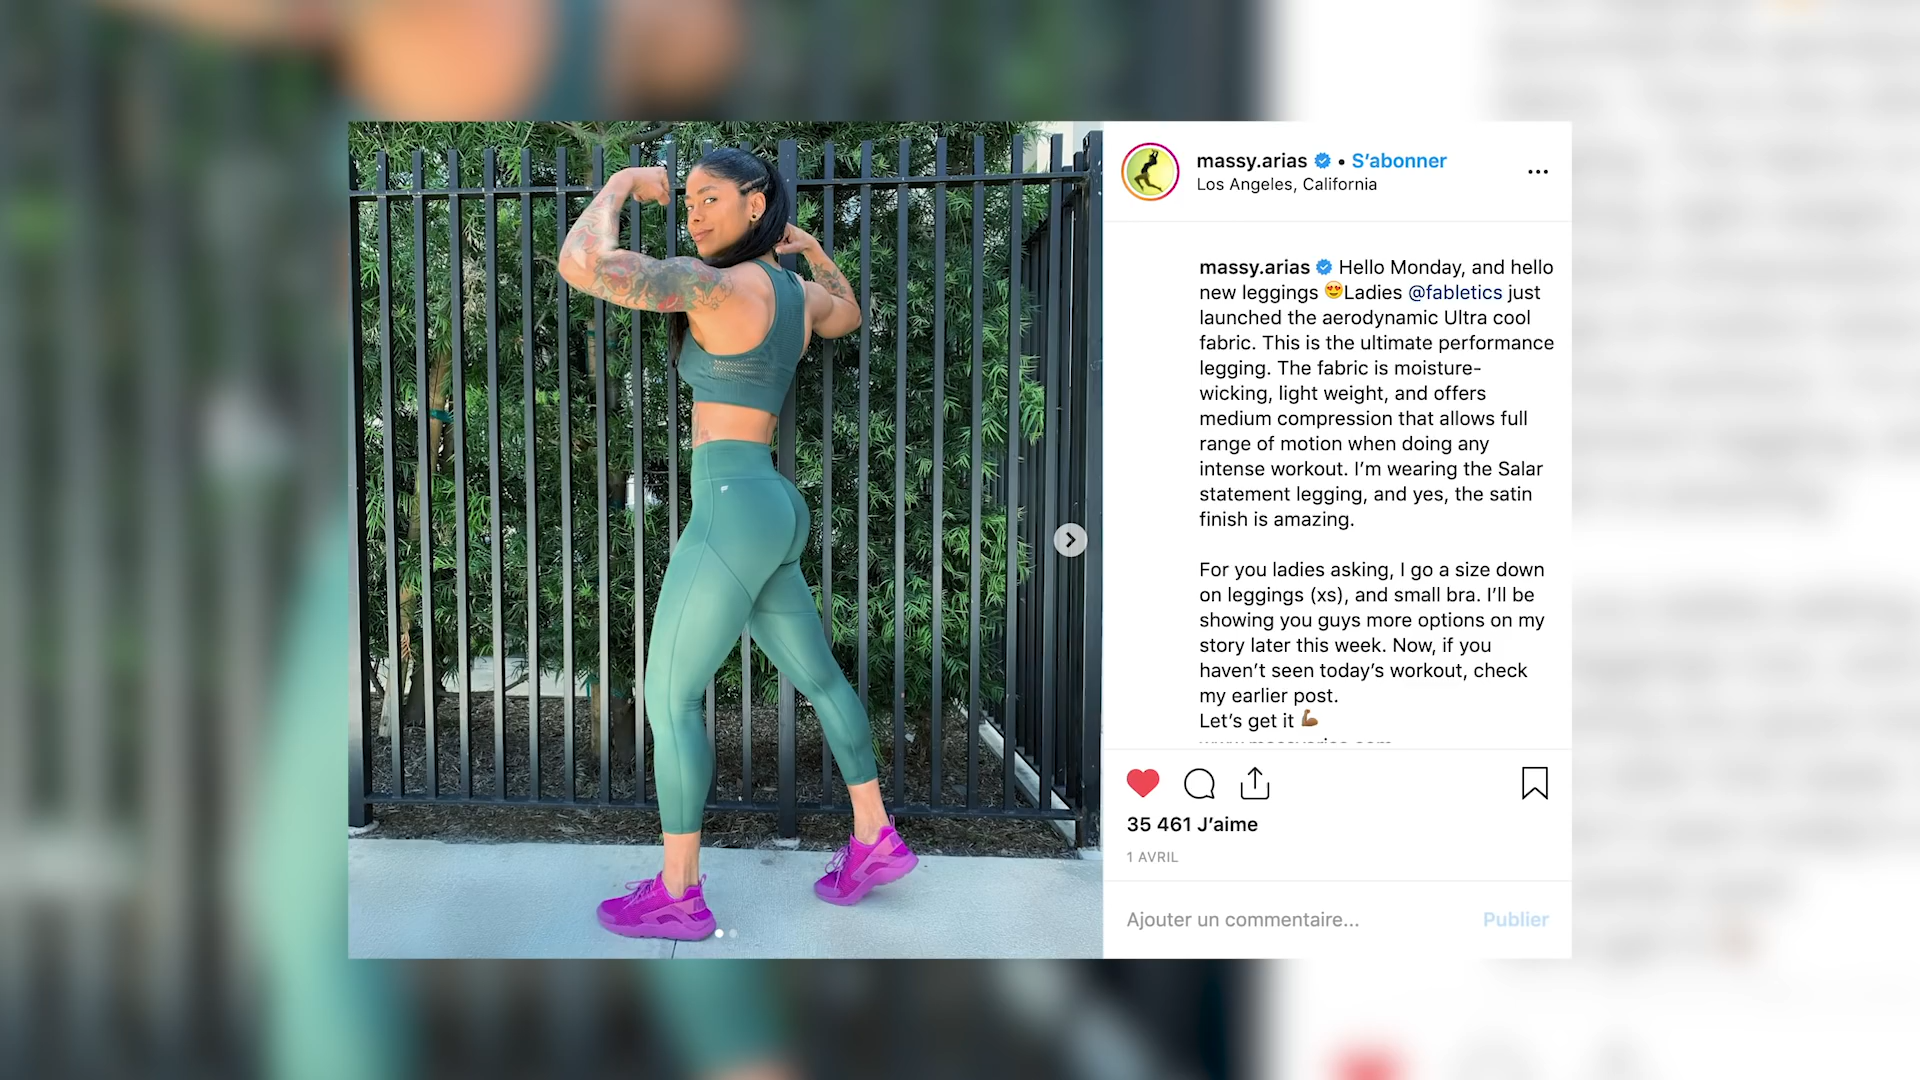 massy.arias • S'abonner
Los Angeles, California
massy.arias Hello Monday, and hello
new leggings 😍Ladies @fabletics just
launched the aerodynamic Ultra cool
fabric. This is the ultimate performance
legging. The fabric is moisture-
wicking, light weight, and offers
medium compression that allows full
range of motion when doing any
intense workout. I'm wearing the Salar
statement legging, and yes, the satin
finish is amazing.
For you ladies asking, I go a size down
on leggings (xs), and small bra. I'll be
showing you guys more options on my
story later this week. Now, if you
haven't seen today's workout, check
my earlier post.
Let's get it 💪🏾
35 461 J'aime
1 AVRIL
Ajouter un commentaire...
Publier